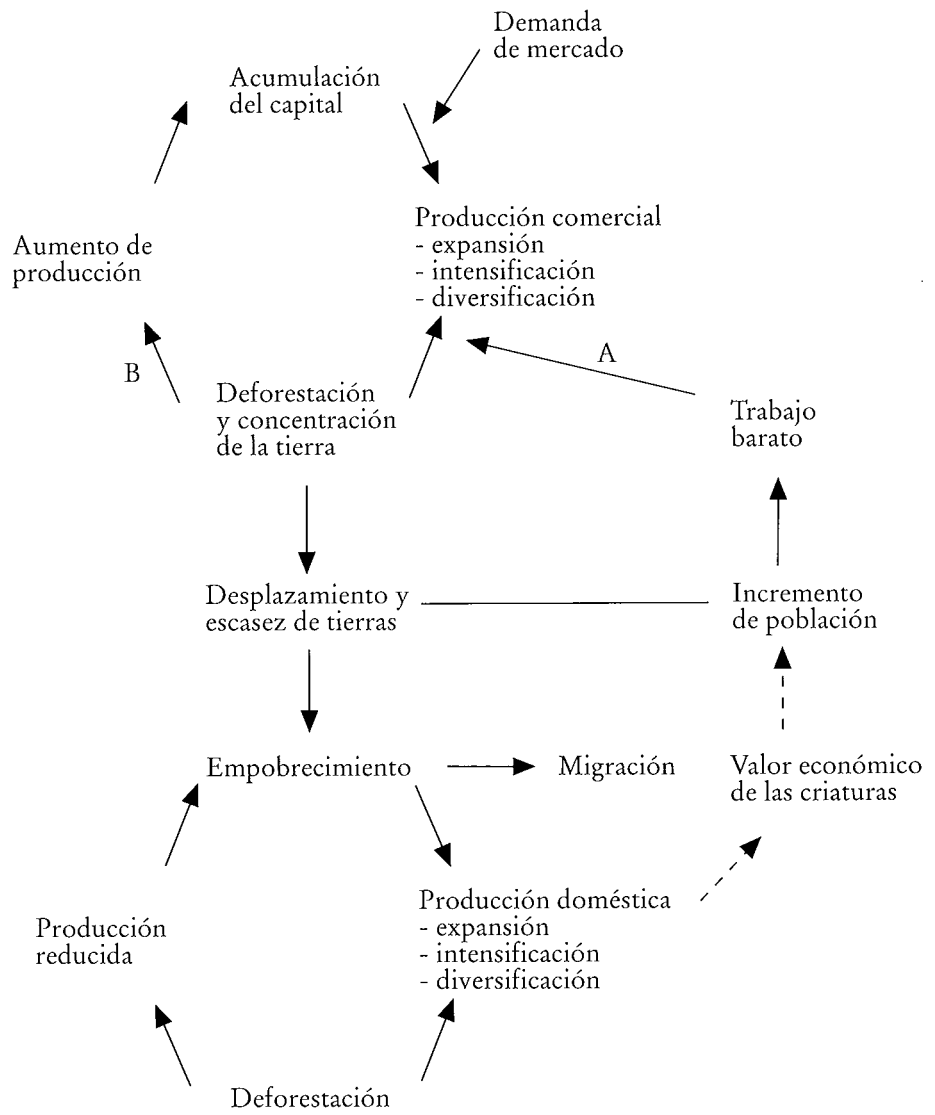 Demanda
de mercado
Acumulación
del capital
Producción comercial
- expansión
- intensificación
- diversificación
Aumento de
producción
A
B
Deforestación
y concentración
de la tierra
Trabajo
barato
Desplazamiento y
escasez de tierras
Incremento
de población
Empobrecimiento
Migración
Valor económico
de las criaturas
Producción doméstica
- expansión
- intensificación
- diversificación
Producción
reducida
Deforestación